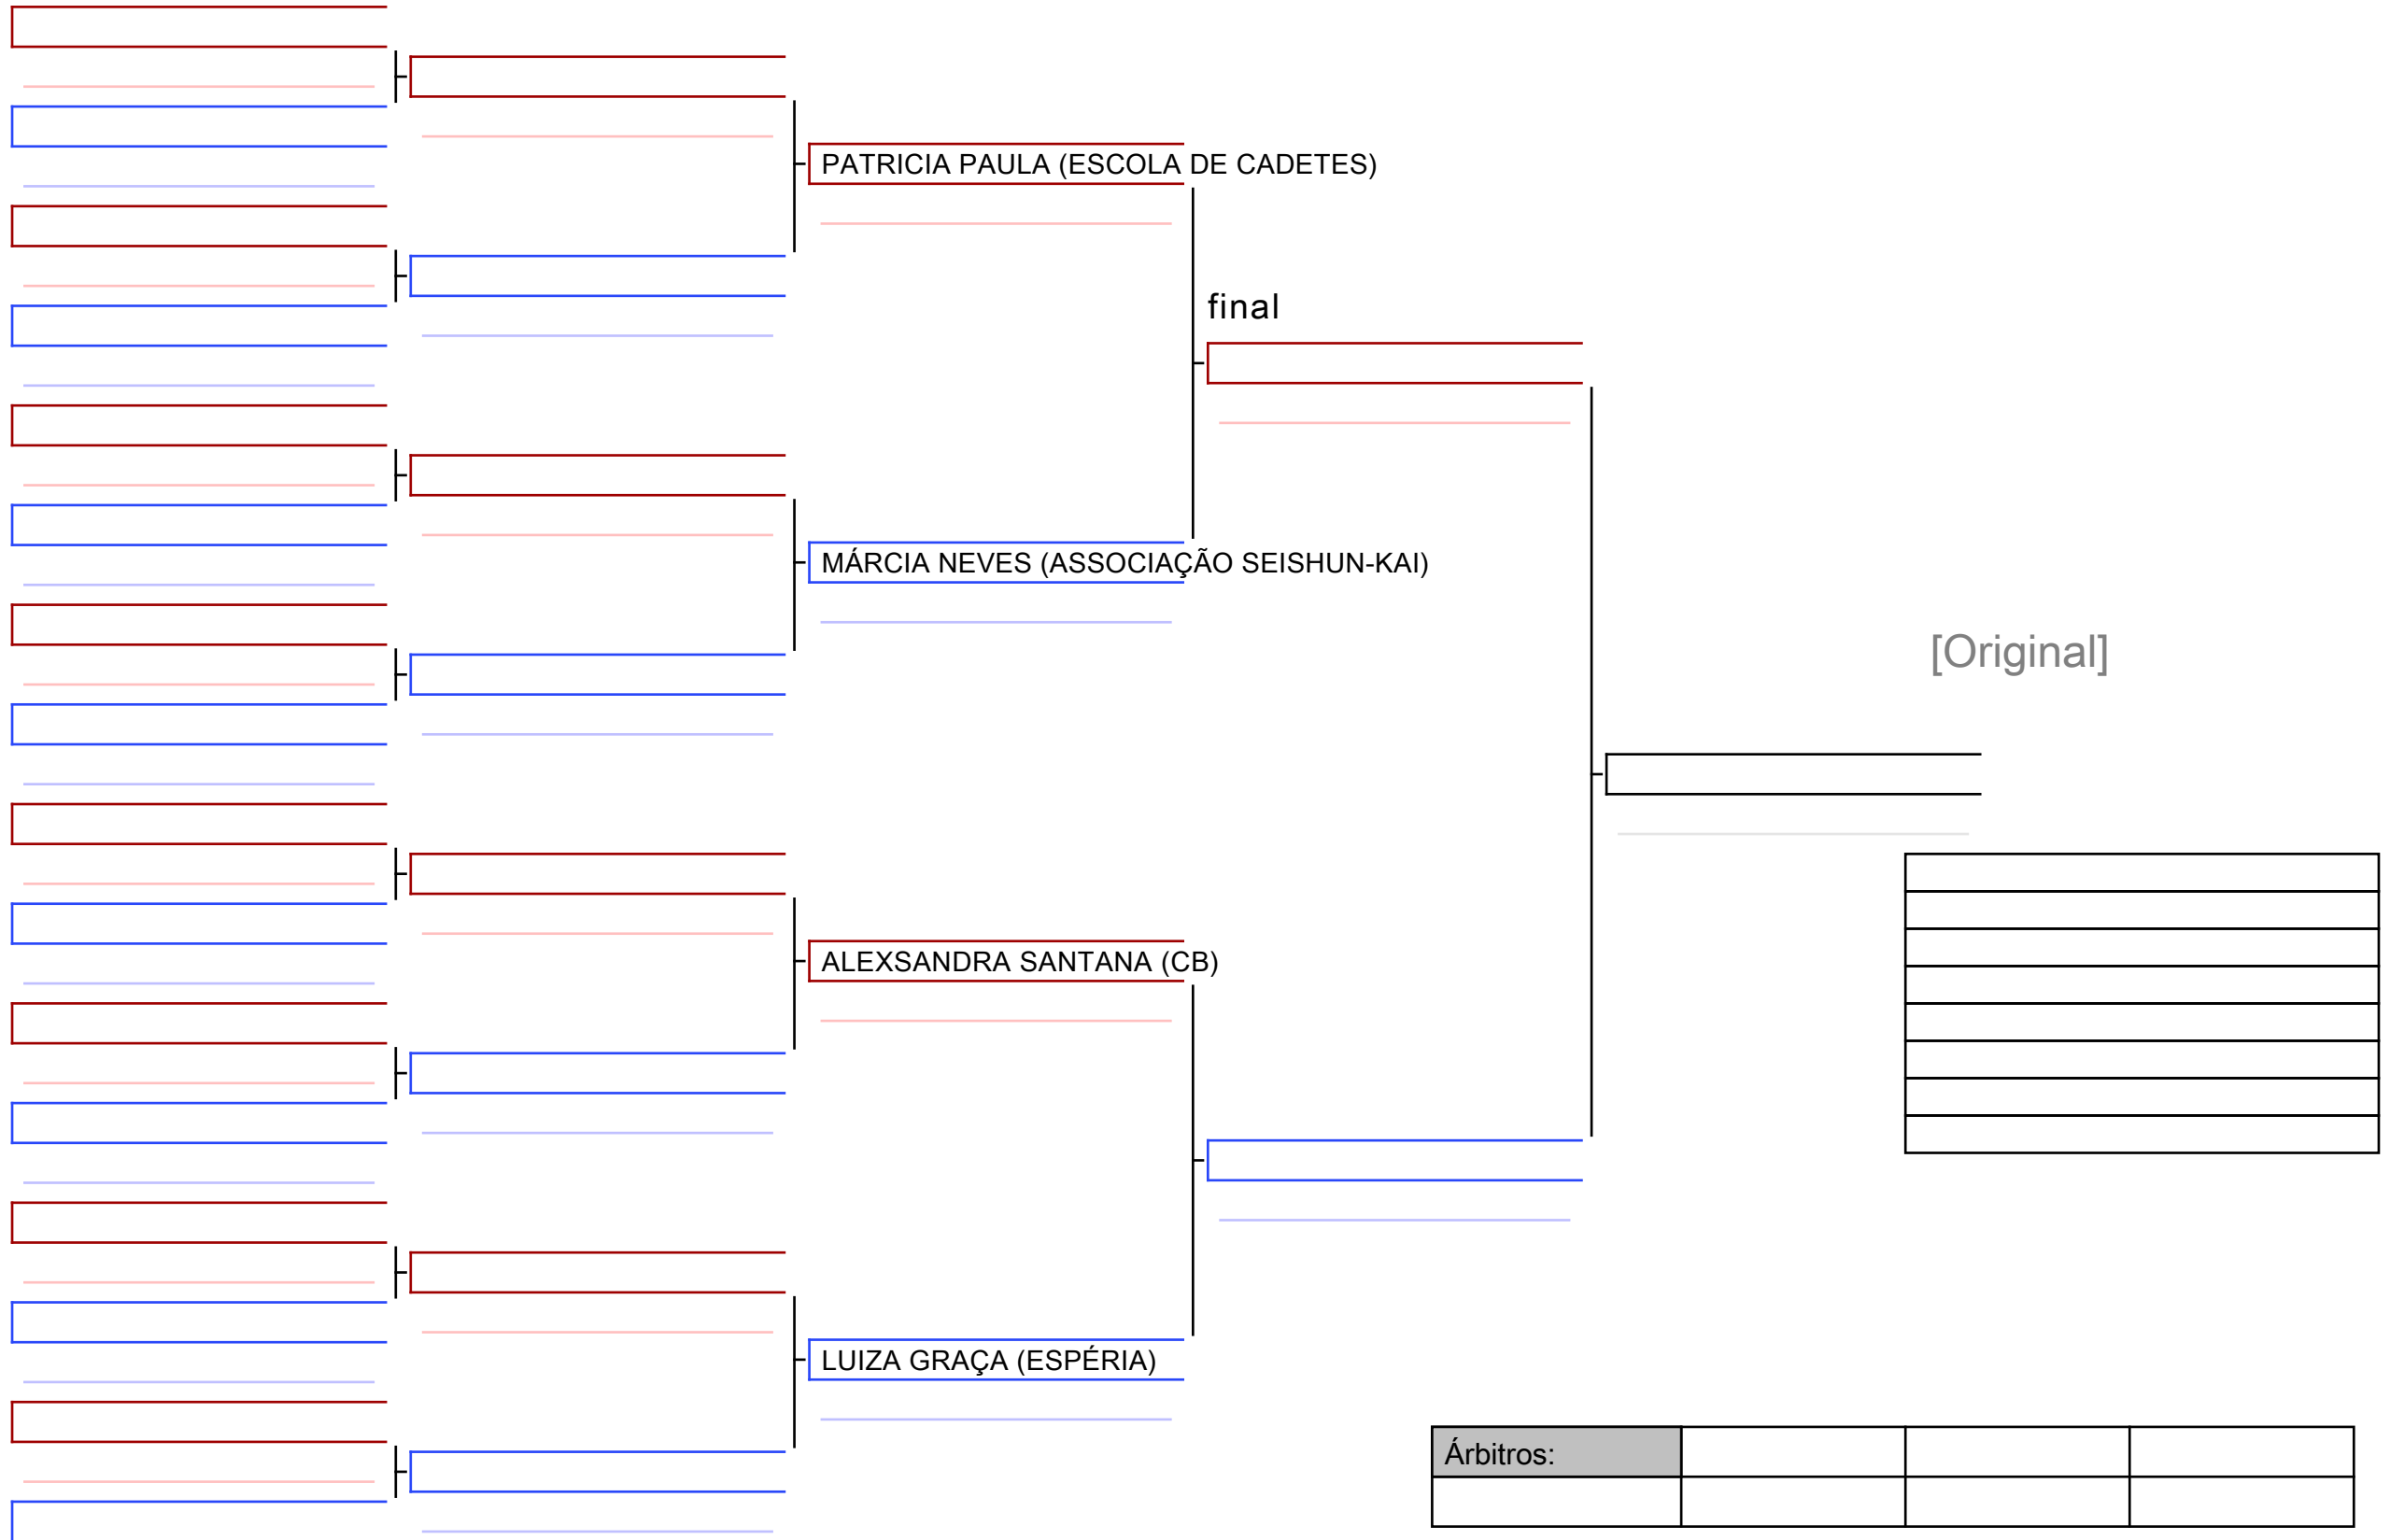 PATRICIA PAULA (ESCOLA DE CADETES)
final
MÁRCIA NEVES (ASSOCIAÇÃO SEISHUN-KAI)
[Original]
ALEXSANDRA SANTANA (CB)
LUIZA GRAÇA (ESPÉRIA)
Árbitros: